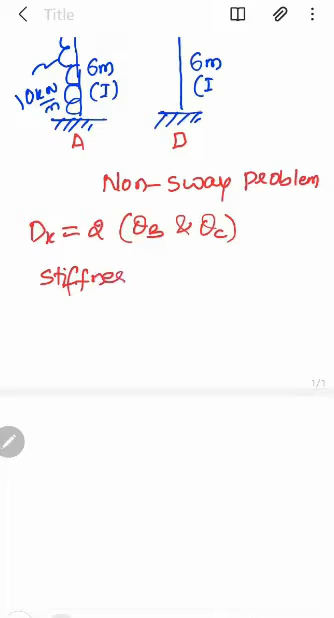 Title
6m
(I)
6m
(I
10kN/m
A
D
Non-sway problem
Dk = 2 (θB & θC)
stiffnes
1/1